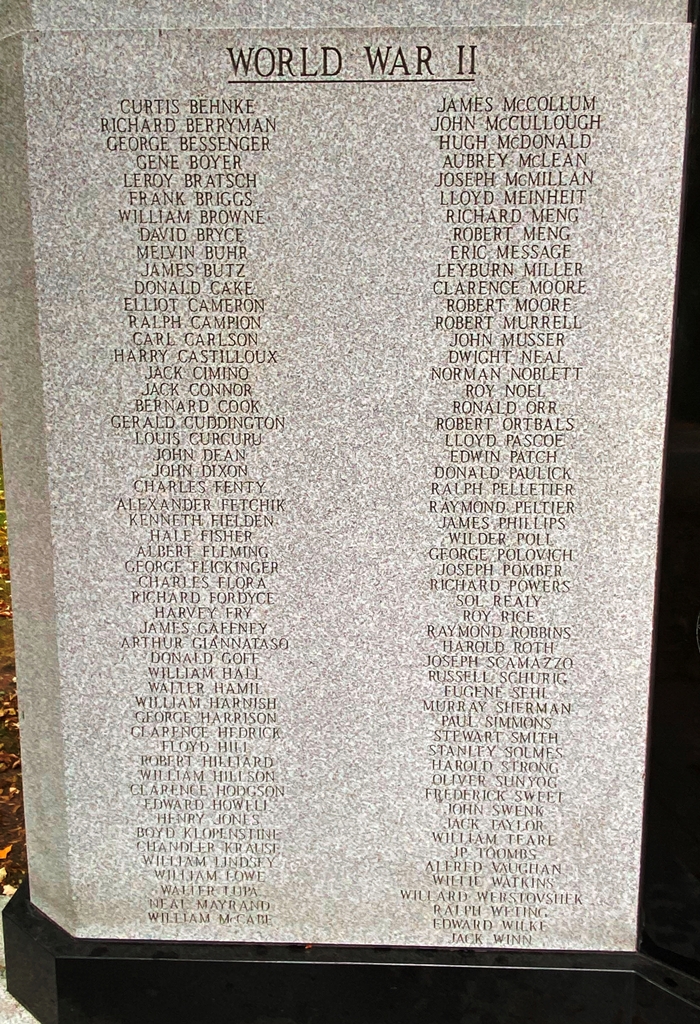 WORLD WAR II
CURTIS BEHNKE
RICHARD BERRYMAN
GEORGE BESSENGER
GENE BOYER
LEROY BRATSCH
FRANK BRIGGS
WILLIAM BROWNE
DAVID BRYCE
MELVIN BUHR
JAMES BUTZ
DONALD CAKE
ELLIOT CAMERON
RALPH CAMPION
CARL CARLSON
HARRY CASTILLOUX
JACK CIMINO
JACK CONNOR
BERNARD COOK
GERALD CUDDINGTON
LOUIS CURCURU
JOHN DEAN
JOHN DIXON
CHARLES FENTY
ALEXANDER FETCHIK
KENNETH FIELDEN
HALE FISHER
ALBERT FLEMING
GEORGE FLICKINGER
CHARLES FLORA
RICHARD FORDYCE
HARVEY FRY
JAMES GAFFNEY
ARTHUR GIANNATASO
DONALD GOFF
WILLIAM HALL
WALTER HAMIL
WILLIAM HARNISH
GEORGE HARRISON
CLARENCE HEDRICK
FLOYD HILL
ROBERT HILLIARD
WILLIAM HILLSON
CLARENCE HODGSON
EDWARD HOWELL
HENRY JONES
BOYD KLOPENSTINE
CHANDLER KRAUSE
WILLIAM LINDSEY
WILLIAM LOWE
WALTER LUPA
NEAL MAYRAND
WILLIAM McCABE
JAMES McCOLLUM
JOHN McCULLOUGH
HUGH McDONALD
AUBREY McLEAN
JOSEPH McMILLAN
LLOYD MEINHEIT
RICHARD MENG
ROBERT MENG
ERIC MESSAGE
LEYBURN MILLER
CLARENCE MOORE
ROBERT MOORE
ROBERT MURRELL
JOHN MUSSER
DWIGHT NEAL
NORMAN NOBLETT
ROY NOEL
RONALD ORR
ROBERT ORTBALS
LLOYD PASCOE
EDWIN PATCH
DONALD PAULICK
RALPH PELLETIER
RAYMOND PELTIER
JAMES PHILLIPS
WILDER POLL
GEORGE POLOVICH
JOSEPH POMBER
RICHARD POWERS
SOL REALY
ROY RICE
RAYMOND ROBBINS
HAROLD ROTH
JOSEPH SCAMAZZO
RUSSELL SCHURIG
EUGENE SEHL
MURRAY SHERMAN
PAUL SIMMONS
STEWART SMITH
STANLEY SOLMES
HAROLD STRONG
OLIVER SUNYOG
FREDERICK SWEET
JOHN SWENK
JACK TAYLOR
WILLIAM TEARE
JP TOOMBS
ALFRED VAUGHAN
WILLIE WATKINS
WILLARD WERSTOVSHEK
RALPH WETING
EDWARD WILKE
JACK WINN